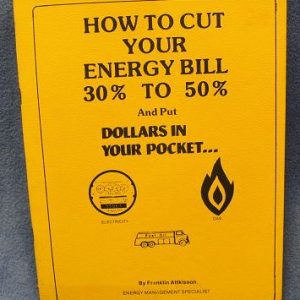 HOW TO CUT
YOUR
ENERGY BILL
30% TO 50%
And Put
DOLLARS IN
YOUR POCKET...
ELECTRICITY
GAS
By Franklin Attkisson
ENERGY MANAGEMENT SPECIALIST